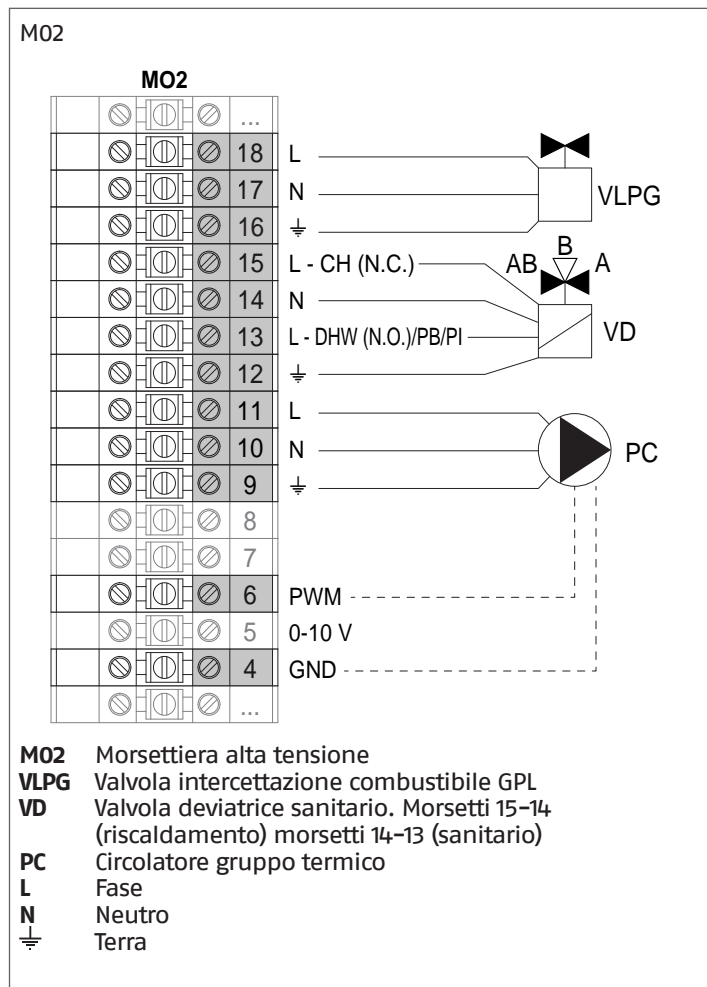 M02
MO2
...
18 L
17 N
16 ⏚
15 L - CH (N.C.)
14 N
13 L - DHW (N.O.)/PB/PI
12 ⏚
11 L
10 N
9 ⏚
8
7
6 PWM
5 0-10 V
4 GND
...
VLPG
B
AB A
VD
PC
M02 Morsettiera alta tensione
VLPG Valvola intercettazione combustibile GPL
VD Valvola deviatrice sanitario. Morsetti 15-14
(riscaldamento) morsetti 14-13 (sanitario)
PC Circolatore gruppo termico
L Fase
N Neutro
⏚ Terra